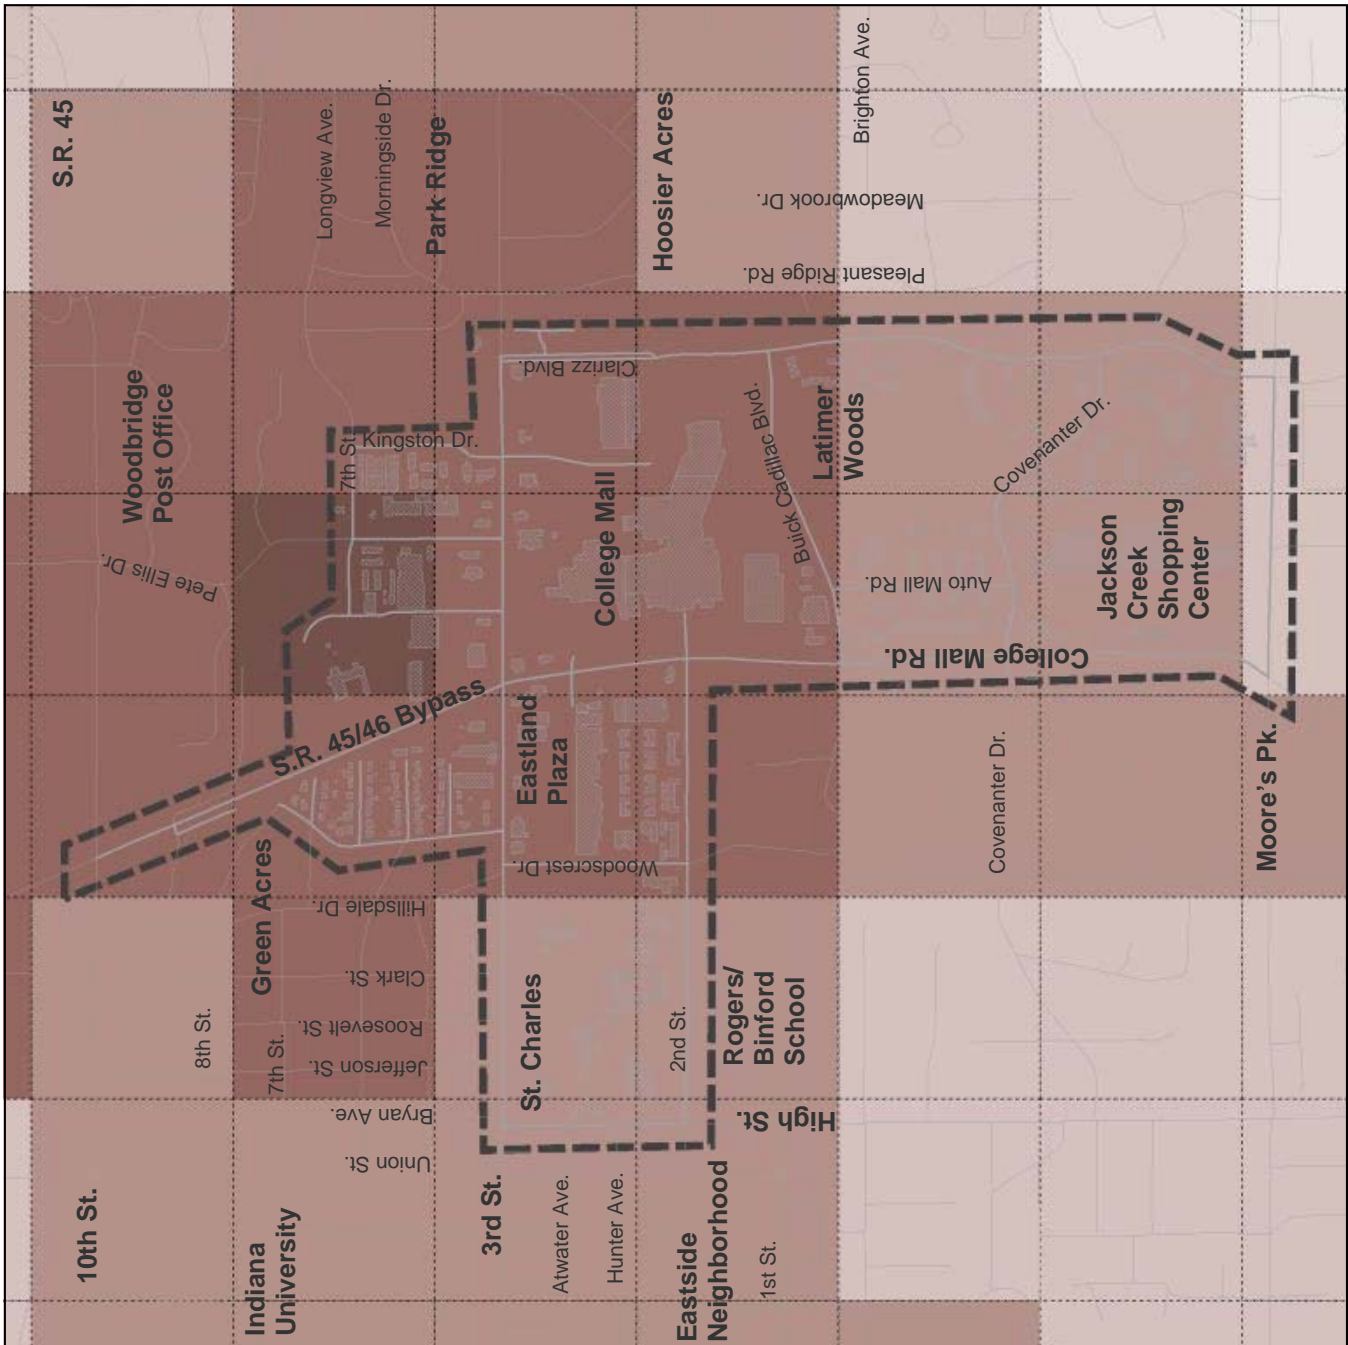 S.R. 45
Longview Ave.
Morningside Dr.
Park Ridge
Hoosier Acres
Brighton Ave.
Meadowbrook Dr.
Pleasant Ridge Rd.
Woodbridge
Post Office
Pete Ellis Dr.
7th St.
Kingston Dr.
Clarizz Blvd.
College Mall
Buick Cadillac Blvd.
Latimer
Woods
Covenanter Dr.
Auto Mall Rd.
Jackson
Creek
Shopping
Center
College Mall Rd.
S.R. 45/46 Bypass
Eastland
Plaza
Woodscrest Dr.
Covenanter Dr.
Moore's Pk.
Green Acres
Hillsdale Dr.
Clark St.
Roosevelt St.
Jefferson St.
Bryan Ave.
Union St.
8th St.
7th St.
St. Charles
2nd St.
Rogers/
Binford
School
High St.
10th St.
Indiana
University
3rd St.
Atwater Ave.
Hunter Ave.
Eastside
Neighborhood
1st St.